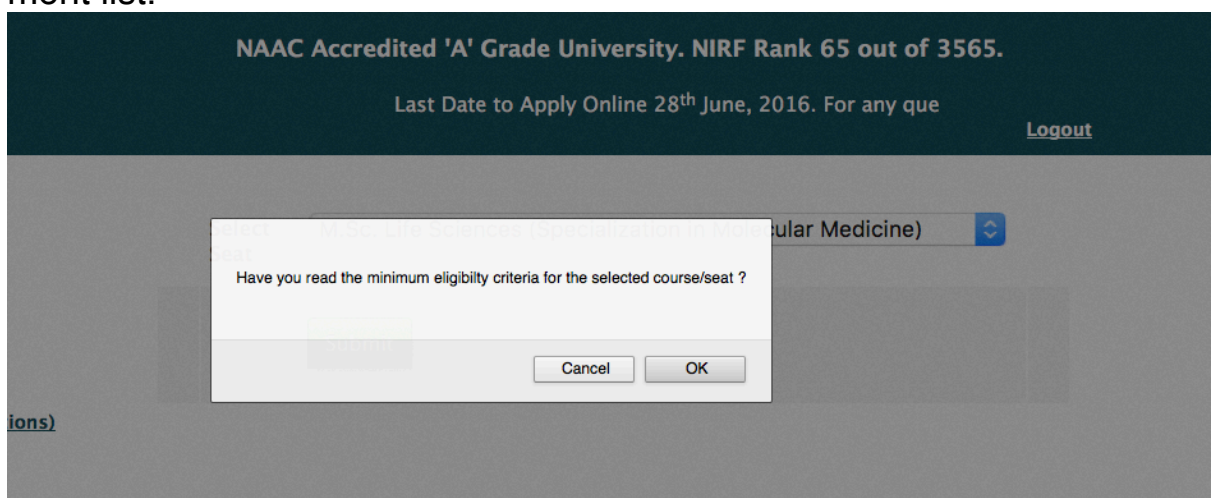 merit list.
NAAC Accredited 'A' Grade University. NIRF Rank 65 out of 3565.
Last Date to Apply Online 28th June, 2016. For any que
Logout
Select M.Sc. Life Sciences (Specialization in Molecular Medicine)
Seat
Have you read the minimum eligibilty criteria for the selected course/seat ?
Submit
Cancel OK
ions)